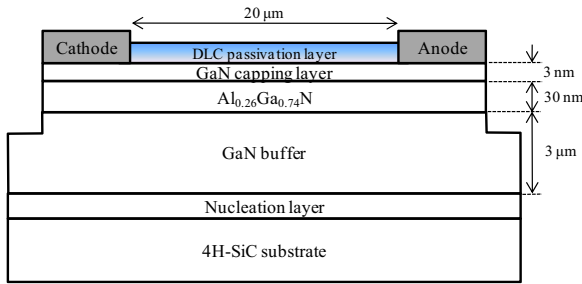 20 μm
Cathode
DLC passivation layer
Anode
GaN capping layer
3 nm
Al0.26Ga0.74N
30 nm
GaN buffer
3 μm
Nucleation layer
4H-SiC substrate